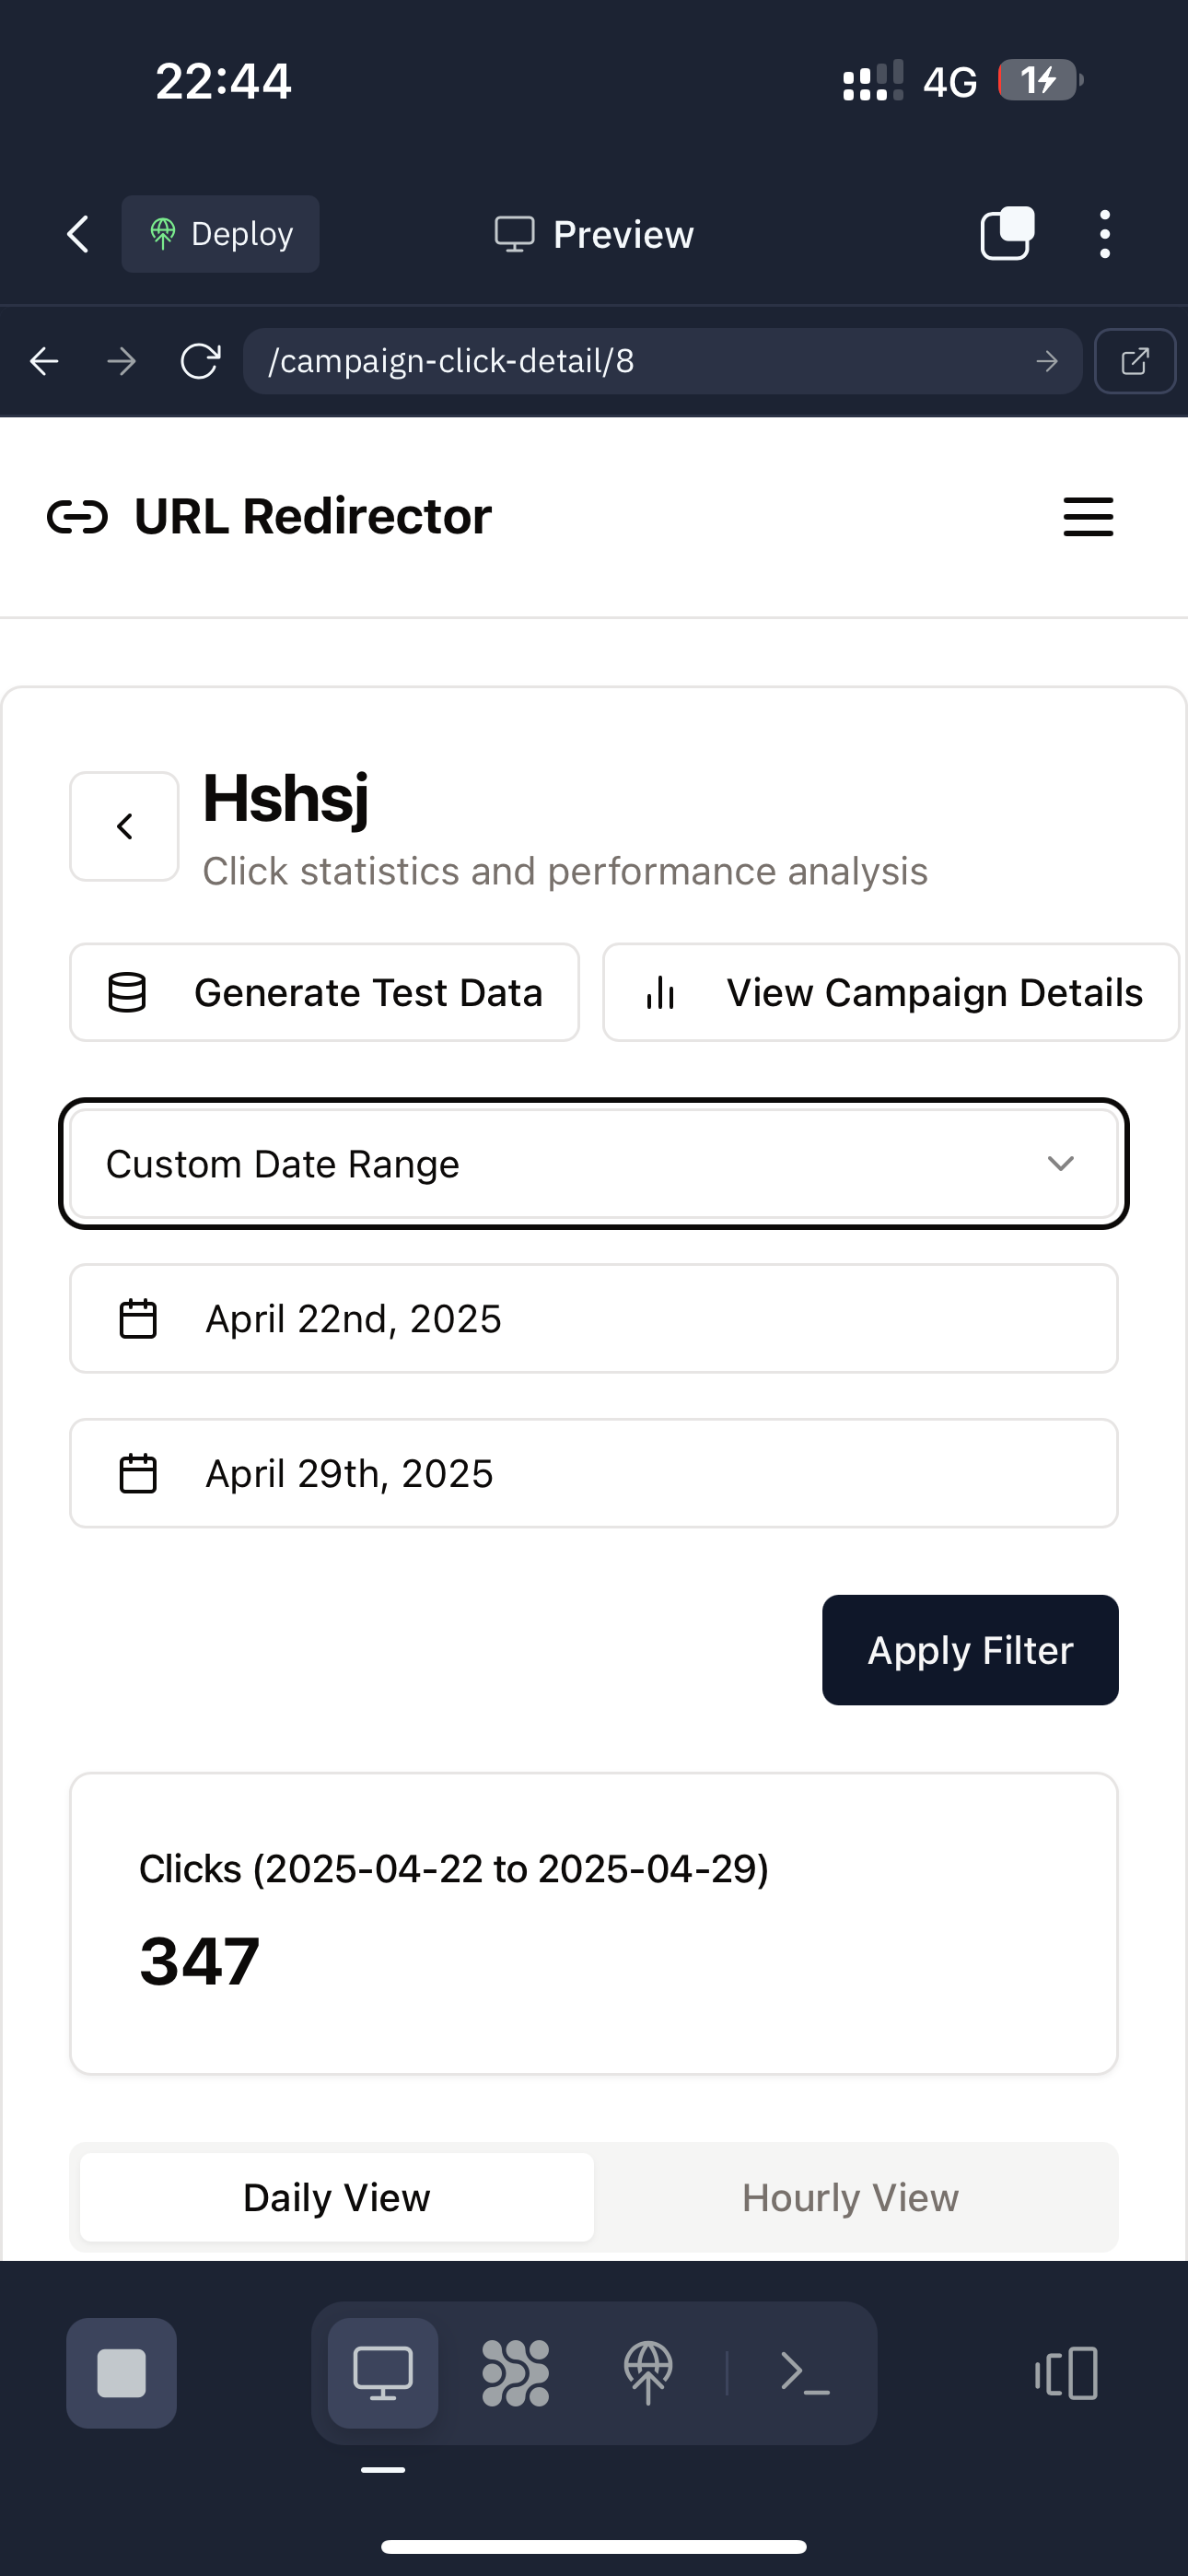 22:44
4G
1
Deploy
Preview
/campaign-click-detail/8
URL Redirector
Hshsj
Click statistics and performance analysis
Generate Test Data
View Campaign Details
Custom Date Range
April 22nd, 2025
April 29th, 2025
Apply Filter
Clicks (2025-04-22 to 2025-04-29)
347
Daily View
Hourly View